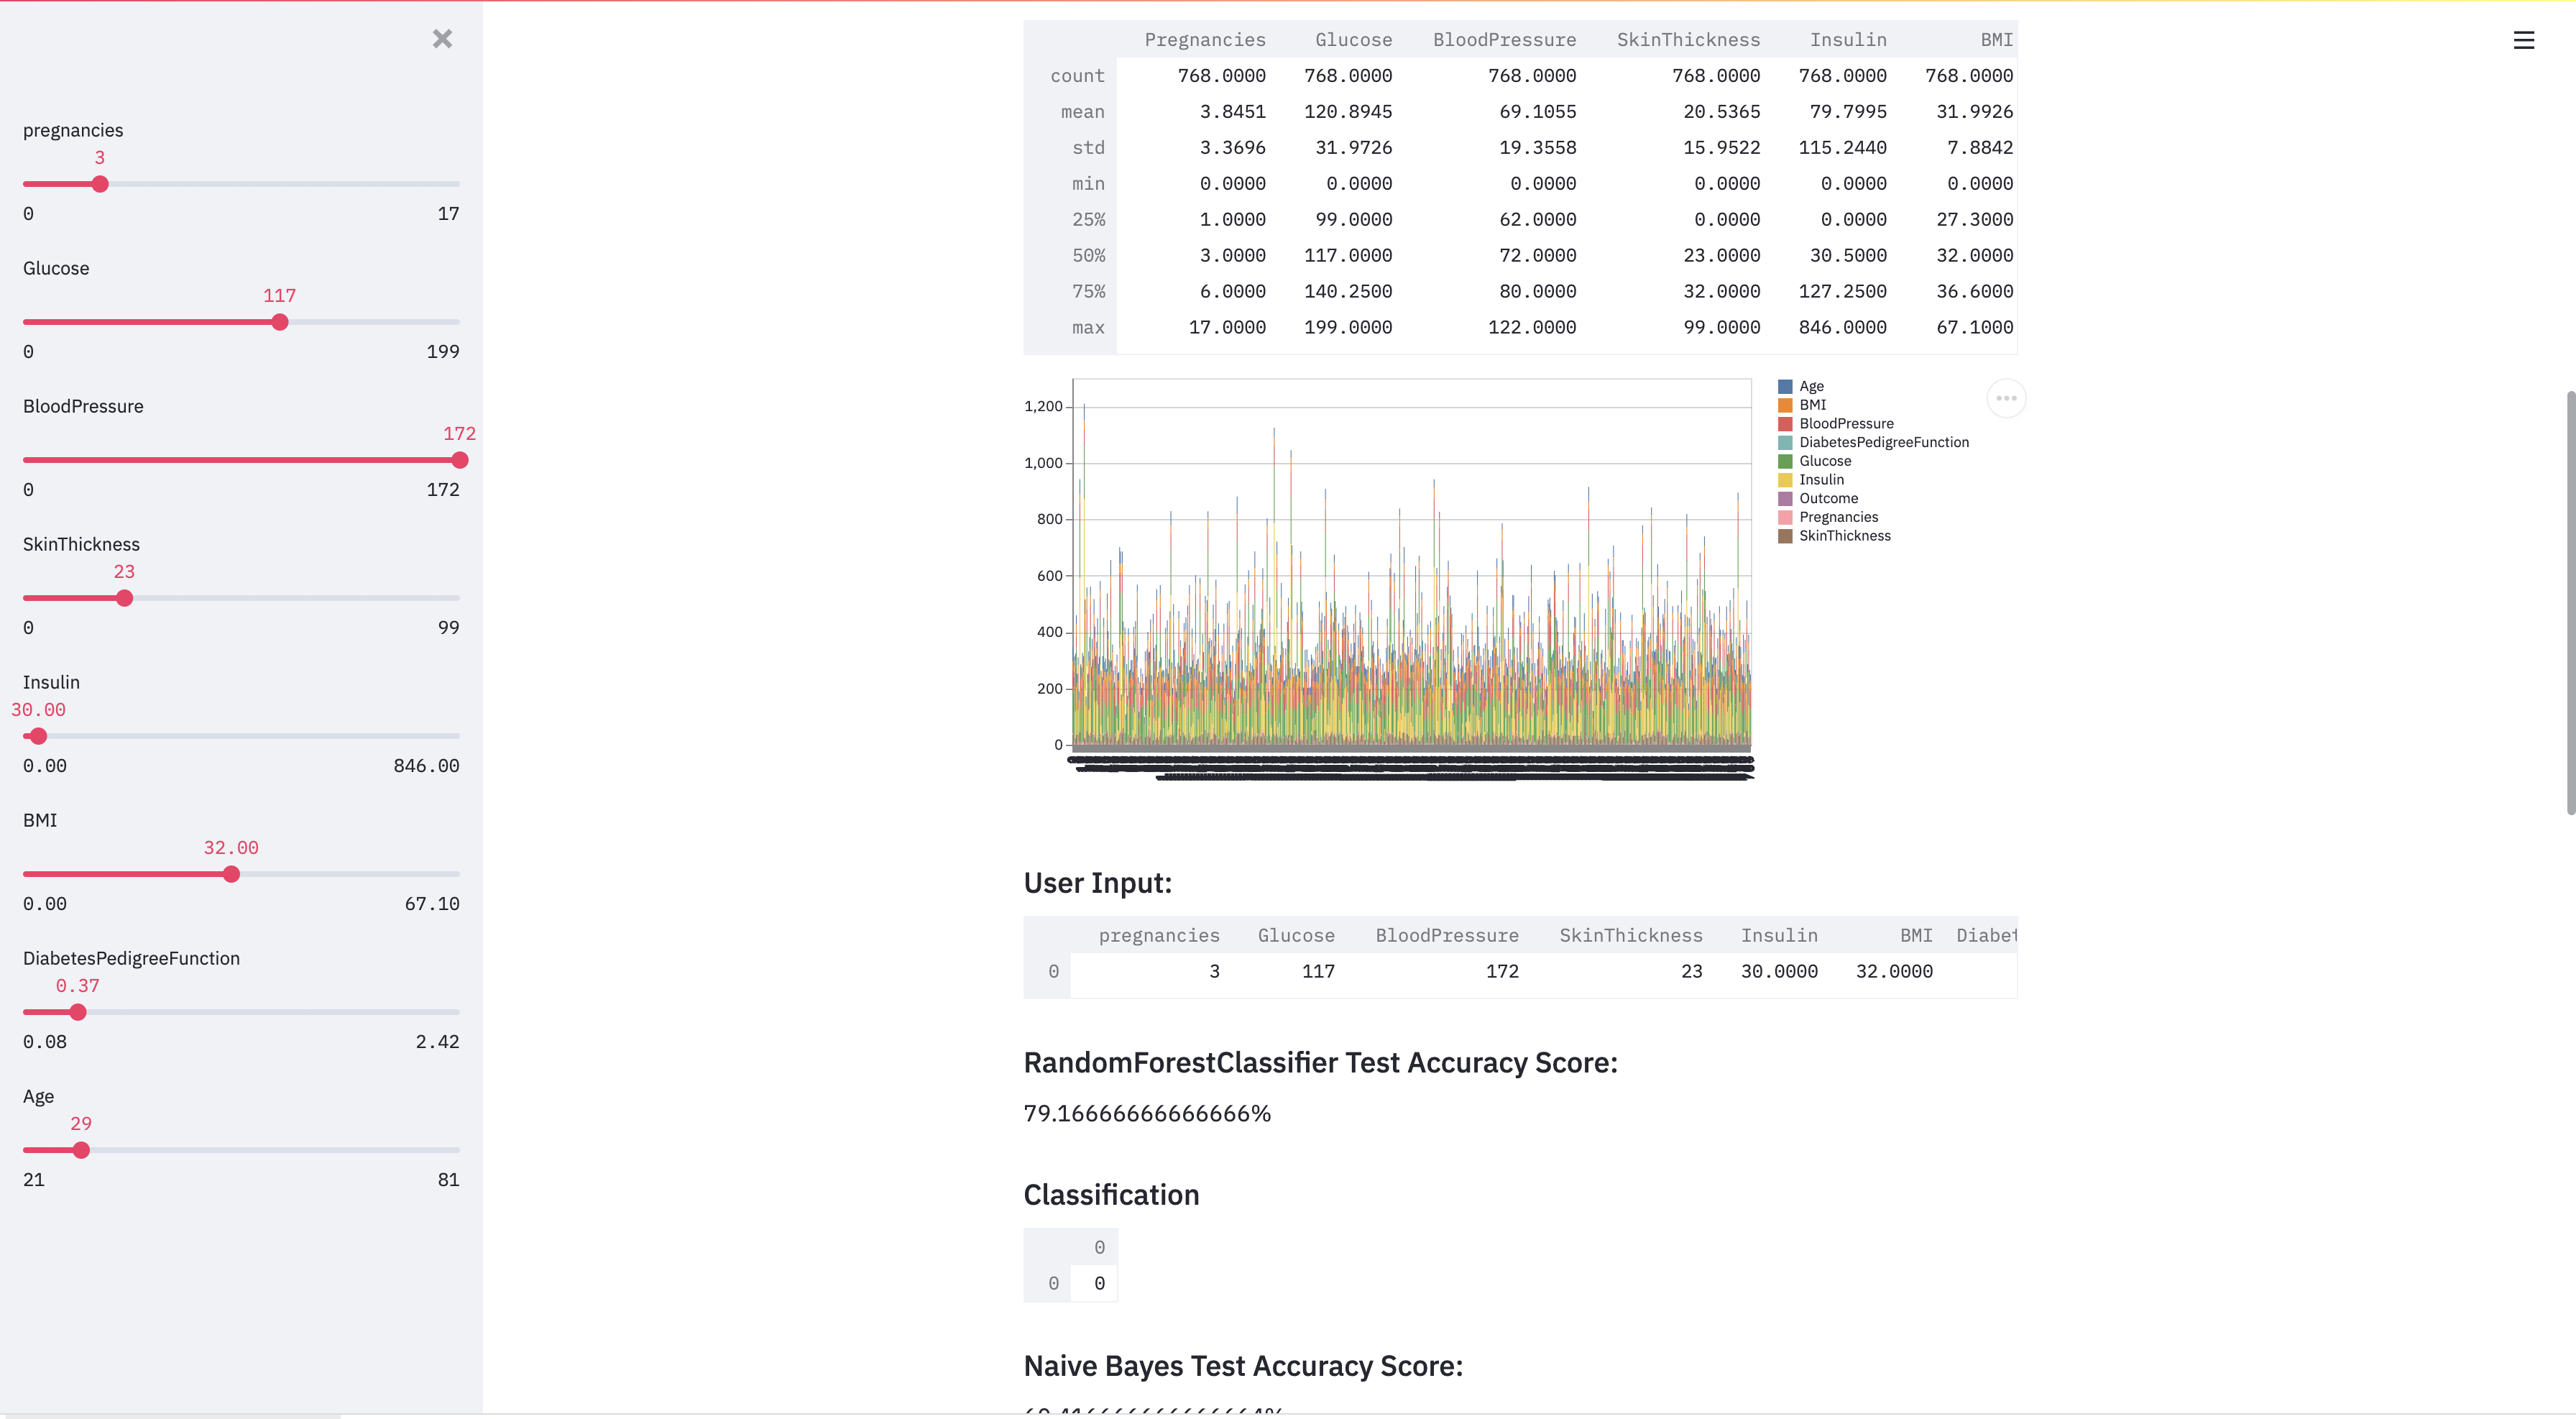 pregnancies
3
0 17
Glucose
117
0 199
BloodPressure
172
0 172
SkinThickness
23
0 99
Insulin
30.00
0.00 846.00
BMI
32.00
0.00 67.10
DiabetesPedigreeFunction
0.37
0.08 2.42
Age
29
21 81
Pregnancies Glucose BloodPressure SkinThickness Insulin BMI
count 768.0000 768.0000 768.0000 768.0000 768.0000 768.0000
mean 3.8451 120.8945 69.1055 20.5365 79.7995 31.9926
std 3.3696 31.9726 19.3558 15.9522 115.2440 7.8842
min 0.0000 0.0000 0.0000 0.0000 0.0000 0.0000
25% 1.0000 99.0000 62.0000 0.0000 0.0000 27.3000
50% 3.0000 117.0000 72.0000 23.0000 30.5000 32.0000
75% 6.0000 140.2500 80.0000 32.0000 127.2500 36.6000
max 17.0000 199.0000 122.0000 99.0000 846.0000 67.1000
1,200
1,000
800
600
400
200
0
Age
BMI
BloodPressure
DiabetesPedigreeFunction
Glucose
Insulin
Outcome
Pregnancies
SkinThickness
User Input:
pregnancies Glucose BloodPressure SkinThickness Insulin BMI Diabet
0 3 117 172 23 30.0000 32.0000
RandomForestClassifier Test Accuracy Score:
79.16666666666666%
Classification
0
0 0
Naive Bayes Test Accuracy Score: